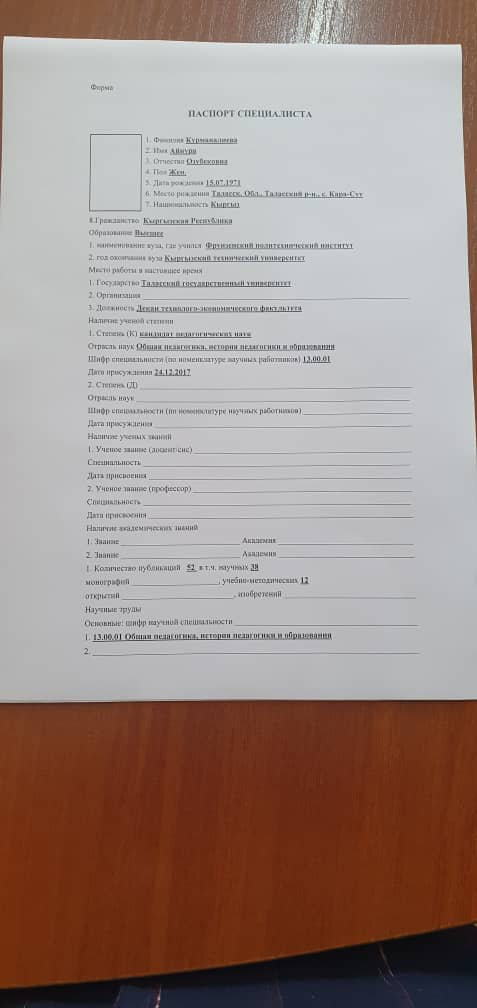 Форма
ПАСПОРТ СПЕЦИАЛИСТА
1. Фамилия Курманалиева
2. Имя Айнура
3. Отчество Озубековна
4. Пол Жен.
5. Дата рождения 15.07.1971
6. Место рождения Таласск. Обл., Таласский р-н., с. Кара-Суу
7. Национальность Кыргыз
8.Гражданство Кыргызская Республика
Образование Высшее
1. наименование вуза, где учился Фрунзенский политехнический институт
2. год окончания вуза Кыргызский технический университет
Место работы в настоящее время
1. Государство Таласский государственный университет
2. Организация
3. Должность Декан технолого-экономического факультета
Наличие ученой степени
1. Степень (К) кандидат педагогических наук
Отрасль наук Общая педагогика, история педагогики и образования
Шифр специальности (по номенклатуре научных работников) 13.00.01
Дата присуждения 24.12.2017
2. Степень (Д)
Отрасль наук
Шифр специальности (по номенклатуре научных работников)
Дата присуждения
Наличие ученых званий
1. Ученое звание (доцент/снс)
Специальность
Дата присвоения
2. Ученое звание (профессор)
Специальность
Дата присвоения
Наличие академических званий
1. Звание Академия
2. Звание Академия
1. Количество публикаций 52 в т.ч. научных 38
монографий , учебно-методических 12
открытий , изобретений
Научные труды
Основные: шифр научной специальности
1. 13.00.01 Общая педагогика, история педагогики и образования
2.